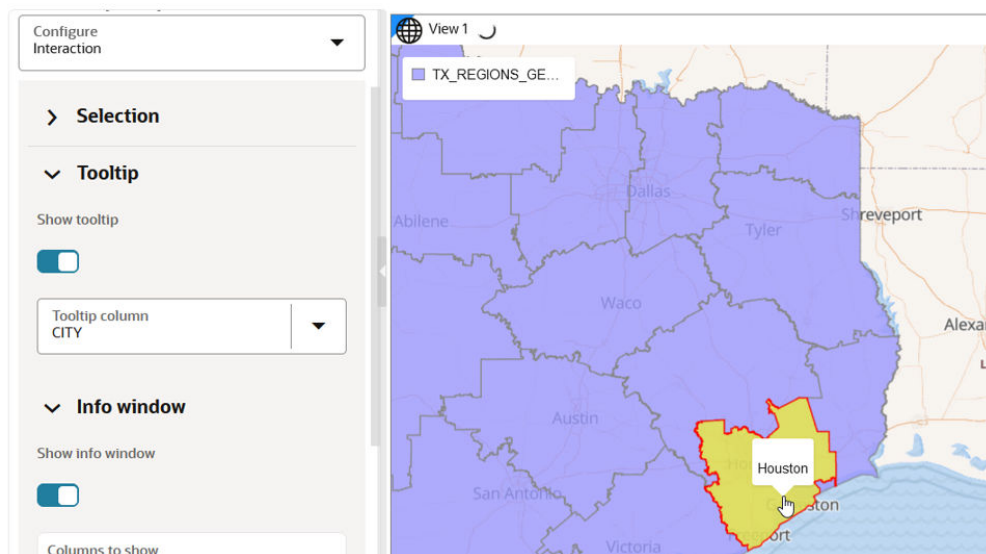 Configure
Interaction
Selection
Tooltip
Show tooltip
Tooltip column
CITY
Info window
Show info window
Columns to show
View 1
TX_REGIONS_GE...
Dallas
Abilene
Shreveport
Tyler
Waco
Alexa
Austin
Houston
San Antonio
Victoria